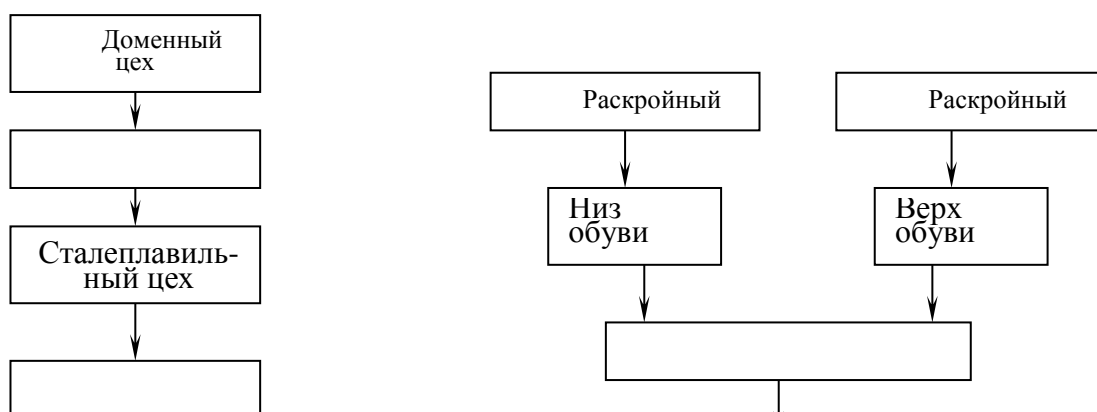 Доменный
цех
Сталеплавиль-
ный цех
Раскройный
Раскройный
Низ
обуви
Верх
обуви